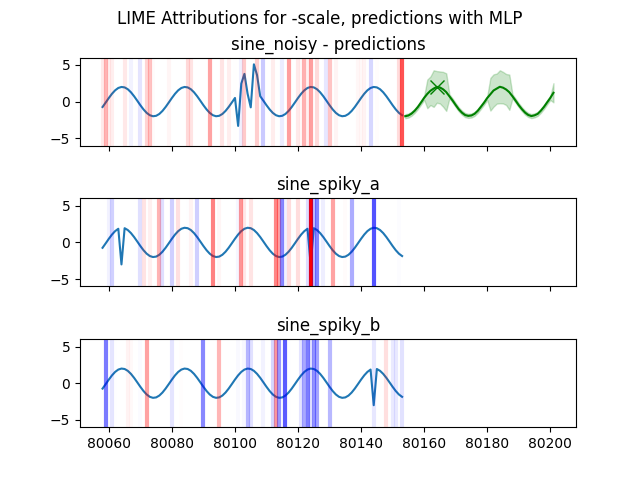 LIME Attributions for -scale, predictions with MLP
sine_noisy - predictions
5
0
−5
sine_spiky_a
5
0
−5
sine_spiky_b
5
0
−5
80060 80080 80100 80120 80140 80160 80180 80200